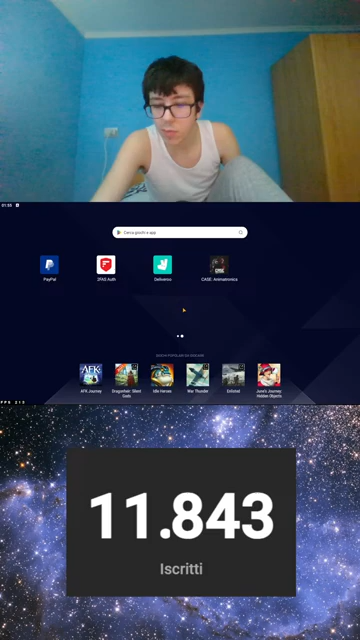 01:55
Cerca giochi e app
PayPal
2FAS Auth
Deliveroo
CASE: Animatronics
AFK Journey
Dragonheir: Silent Gods
Idle Heroes
War Thunder
Enlisted
June's Journey: Hidden Objects
FPS 213
11.843
Iscritti